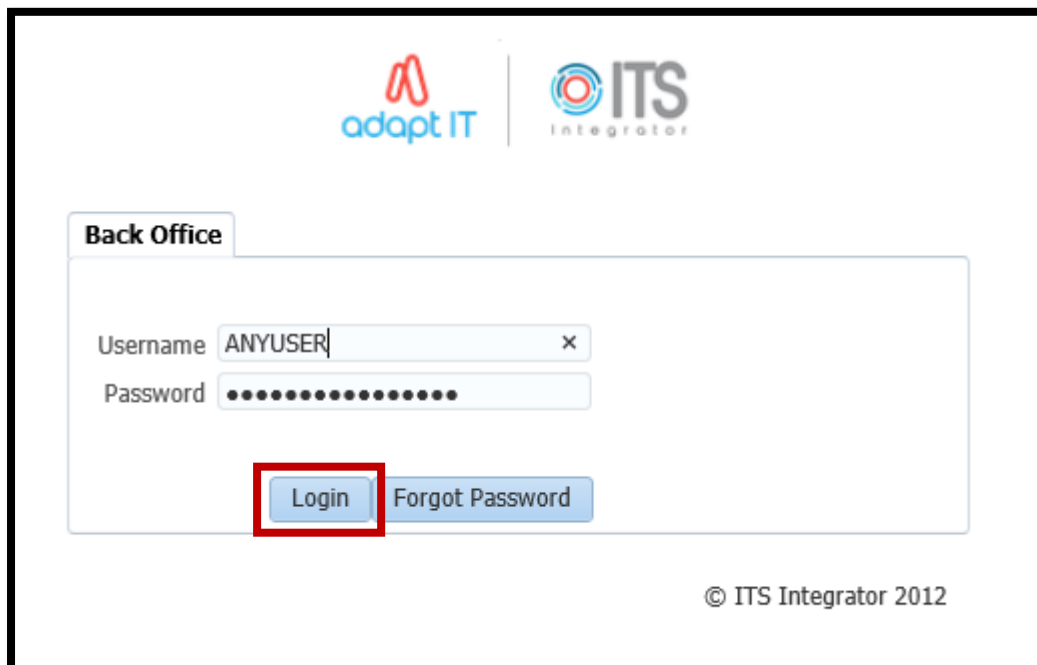 adapt IT
ITS
Integrator
Back Office
Username ANYUSER ×
Password ••••••••••••••••
Login Forgot Password
© ITS Integrator 2012